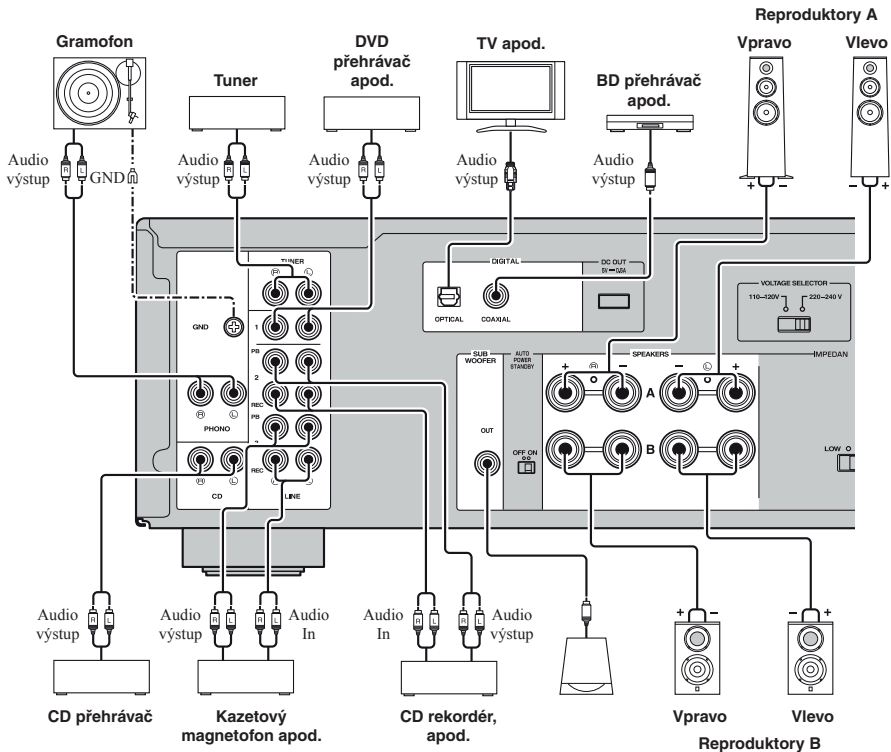 Reproduktory A
Gramofon
DVD
přehrávač
apod.
TV apod.
Vpravo
Vlevo
Tuner
BD přehrávač
apod.
Audio
výstup
R
L
GND
Audio
výstup
R
L
Audio
výstup
R
L
Audio
výstup
Audio
výstup
+ −
− +
TUNER
R
L
DIGITAL
DC OUT
5V 0,5A
VOLTAGE SELECTOR
110–120V
220–240 V
GND
1
OPTICAL
COAXIAL
PB
SUB
WOOFER
AUTO
POWER
STANDBY
SPEAKERS
IMPEDAN
+
R
−
−
L
+
2
A
REC
PB
R
L
PHONO
OUT
B
OFF ON
LOW
REC
R
L
CD
LINE
Audio
výstup
R
L
Audio
výstup
R
L
R
L
Audio
In
Audio
In
R
L
R
L
Audio
výstup
+ −
− +
CD přehrávač
Kazetový
magnetofon apod.
CD rekordér,
apod.
Vpravo
Vlevo
Reproduktory B